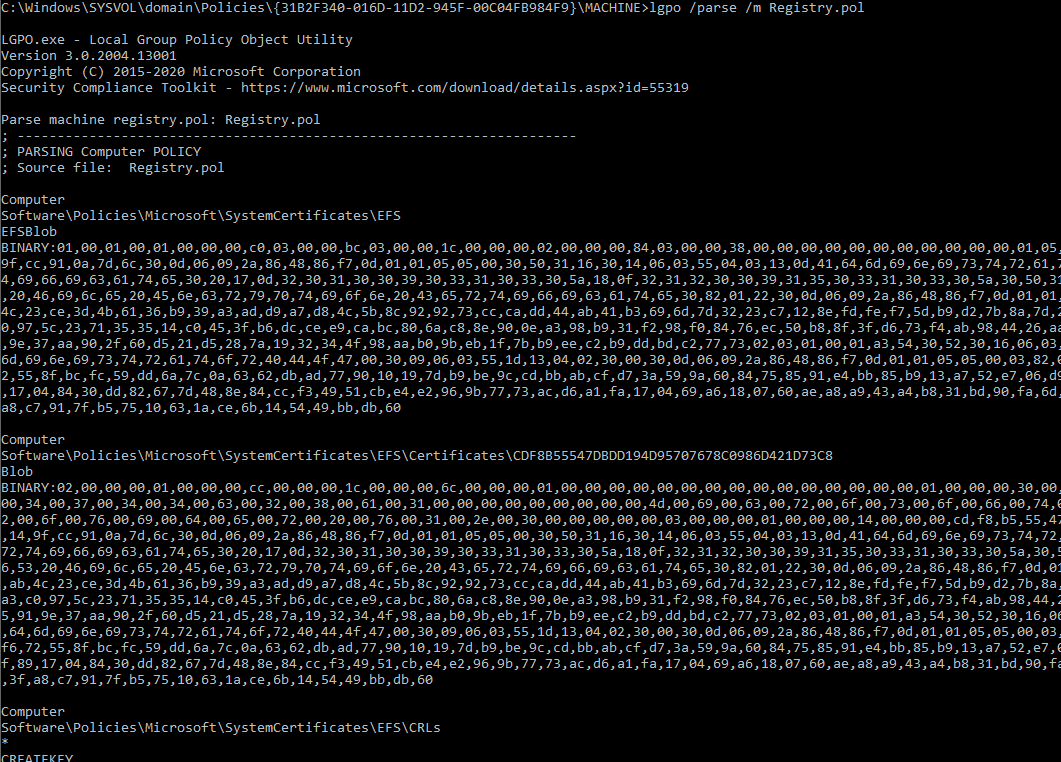 C:\Windows\SYSVOL\domain\Policies\{31B2F340-016D-11D2-945F-00C04FB984F9}\MACHINE>lgpo /parse /m Registry.pol
LGPO.exe - Local Group Policy Object Utility
Version 3.0.2004.13001
Copyright (C) 2015-2020 Microsoft Corporation
Security Compliance Toolkit - https://www.microsoft.com/download/details.aspx?id=55319
Parse machine registry.pol: Registry.pol
; ----------------------------------------------------------------------
; PARSING Computer POLICY
; Source file:  Registry.pol
Computer
Software\Policies\Microsoft\SystemCertificates\EFS
EFSBlob
BINARY:01,00,01,00,01,00,00,00,c0,03,00,00,bc,03,00,00,1c,00,00,00,02,00,00,00,84,03,00,00,38,00,00,00,00,00,00,00,00,00,00,00,00,01,05
9f,cc,91,0a,7d,6c,30,0d,06,09,2a,86,48,86,f7,0d,01,01,05,05,00,30,50,31,16,30,14,06,03,55,04,03,13,0d,41,64,6d,69,6e,69,73,74,72,61,7
4,69,66,69,63,61,74,65,30,20,17,0d,32,30,31,30,30,39,30,33,31,30,33,30,5a,18,0f,32,31,32,30,30,39,31,35,30,33,31,30,33,30,5a,30,50,31
,20,46,69,6c,65,20,45,6e,63,72,79,70,74,69,6f,6e,20,43,65,72,74,69,66,69,63,61,74,65,30,82,01,22,30,0d,06,09,2a,86,48,86,f7,0d,01,01,
4c,23,ce,3d,4b,61,36,b9,39,a3,ad,d9,a7,d8,4c,5b,8c,92,92,73,cc,ca,dd,44,ab,41,b3,69,6d,7d,32,23,c7,12,8e,fd,fe,f7,5d,b9,d2,7b,8a,7d,2
0,97,5c,23,71,35,35,14,c0,45,3f,b6,dc,ce,e9,ca,bc,80,6a,c8,8e,90,0e,a3,98,b9,31,f2,98,f0,84,76,ec,50,b8,8f,3f,d6,73,f4,ab,98,44,26,aa
,9e,37,aa,90,2f,60,d5,21,d5,28,7a,19,32,34,4f,98,aa,b0,9b,eb,1f,7b,b9,ee,c2,b9,dd,bd,c2,77,73,02,03,01,00,01,a3,54,30,52,30,16,06,03,
6d,69,6e,69,73,74,72,61,74,6f,72,40,44,4f,47,00,30,09,06,03,55,1d,13,04,02,30,00,30,0d,06,09,2a,86,48,86,f7,0d,01,01,05,05,00,03,82,0
2,55,8f,bc,fc,59,dd,6a,7c,0a,63,62,db,ad,77,90,10,19,7d,b9,be,9c,cd,bb,ab,cf,d7,3a,59,9a,60,84,75,85,91,e4,bb,85,b9,13,a7,52,e7,06,d9
,17,04,84,30,dd,82,67,7d,48,8e,84,cc,f3,49,51,cb,e4,e2,96,9b,77,73,ac,d6,a1,fa,17,04,69,a6,18,07,60,ae,a8,a9,43,a4,b8,31,bd,90,fa,6d,
a8,c7,91,7f,b5,75,10,63,1a,ce,6b,14,54,49,bb,db,60
Computer
Software\Policies\Microsoft\SystemCertificates\EFS\Certificates\CDF8B55547DBDD194D95707678C0986D421D73C8
Blob
BINARY:02,00,00,00,01,00,00,00,cc,00,00,00,1c,00,00,00,6c,00,00,00,01,00,00,00,00,00,00,00,00,00,00,00,00,00,00,00,01,00,00,00,30,00,
00,34,00,37,00,34,00,34,00,63,00,32,00,38,00,61,00,31,00,00,00,00,00,00,00,00,00,4d,00,69,00,63,00,72,00,6f,00,73,00,6f,00,66,00,74,0
2,00,6f,00,76,00,69,00,64,00,65,00,72,00,20,00,76,00,31,00,2e,00,30,00,00,00,00,00,03,00,00,00,01,00,00,00,14,00,00,00,cd,f8,b5,55,47
,14,9f,cc,91,0a,7d,6c,30,0d,06,09,2a,86,48,86,f7,0d,01,01,05,05,00,30,50,31,16,30,14,06,03,55,04,03,13,0d,41,64,6d,69,6e,69,73,74,72,
72,74,69,66,69,63,61,74,65,30,20,17,0d,32,30,31,30,30,39,30,33,31,30,33,30,5a,18,0f,32,31,32,30,30,39,31,35,30,33,31,30,33,30,5a,30,5
6,53,20,46,69,6c,65,20,45,6e,63,72,79,70,74,69,6f,6e,20,43,65,72,74,69,66,69,63,61,74,65,30,82,01,22,30,0d,06,09,2a,86,48,86,f7,0d,01
,ab,4c,23,ce,3d,4b,61,36,b9,39,a3,ad,d9,a7,d8,4c,5b,8c,92,92,73,cc,ca,dd,44,ab,41,b3,69,6d,7d,32,23,c7,12,8e,fd,fe,f7,5d,b9,d2,7b,8a,
a3,c0,97,5c,23,71,35,35,14,c0,45,3f,b6,dc,ce,e9,ca,bc,80,6a,c8,8e,90,0e,a3,98,b9,31,f2,98,f0,84,76,ec,50,b8,8f,3f,d6,73,f4,ab,98,44,2
5,91,9e,37,aa,90,2f,60,d5,21,d5,28,7a,19,32,34,4f,98,aa,b0,9b,eb,1f,7b,b9,ee,c2,b9,dd,bd,c2,77,73,02,03,01,00,01,a3,54,30,52,30,16,06
,64,6d,69,6e,69,73,74,72,61,74,6f,72,40,44,4f,47,00,30,09,06,03,55,1d,13,04,02,30,00,30,0d,06,09,2a,86,48,86,f7,0d,01,01,05,05,00,03,
f6,72,55,8f,bc,fc,59,dd,6a,7c,0a,63,62,db,ad,77,90,10,19,7d,b9,be,9c,cd,bb,ab,cf,d7,3a,59,9a,60,84,75,85,91,e4,bb,85,b9,13,a7,52,e7,0
f,89,17,04,84,30,dd,82,67,7d,48,8e,84,cc,f3,49,51,cb,e4,e2,96,9b,77,73,ac,d6,a1,fa,17,04,69,a6,18,07,60,ae,a8,a9,43,a4,b8,31,bd,90,fa
,3f,a8,c7,91,7f,b5,75,10,63,1a,ce,6b,14,54,49,bb,db,60
Computer
Software\Policies\Microsoft\SystemCertificates\EFS\CRLs
*
CREATEKEY